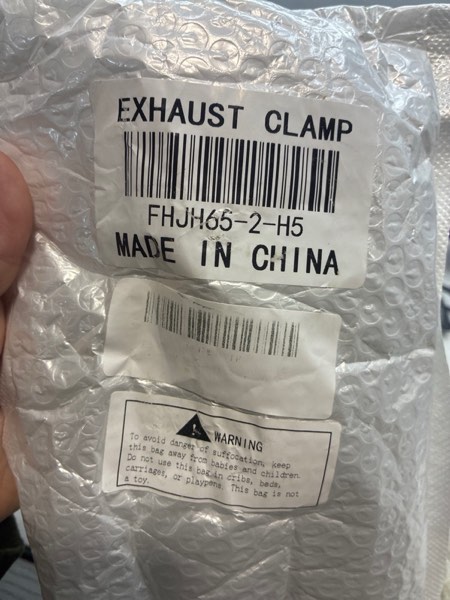 EXHAUST CLAMP
FHJH65-2-H5
MADE IN CHINA
WARNING
To avoid danger of suffocation, keep
this bag away from babies and children.
Do not use this bag in cribs, beds,
carriages, or playpens. This bag is not
a toy.